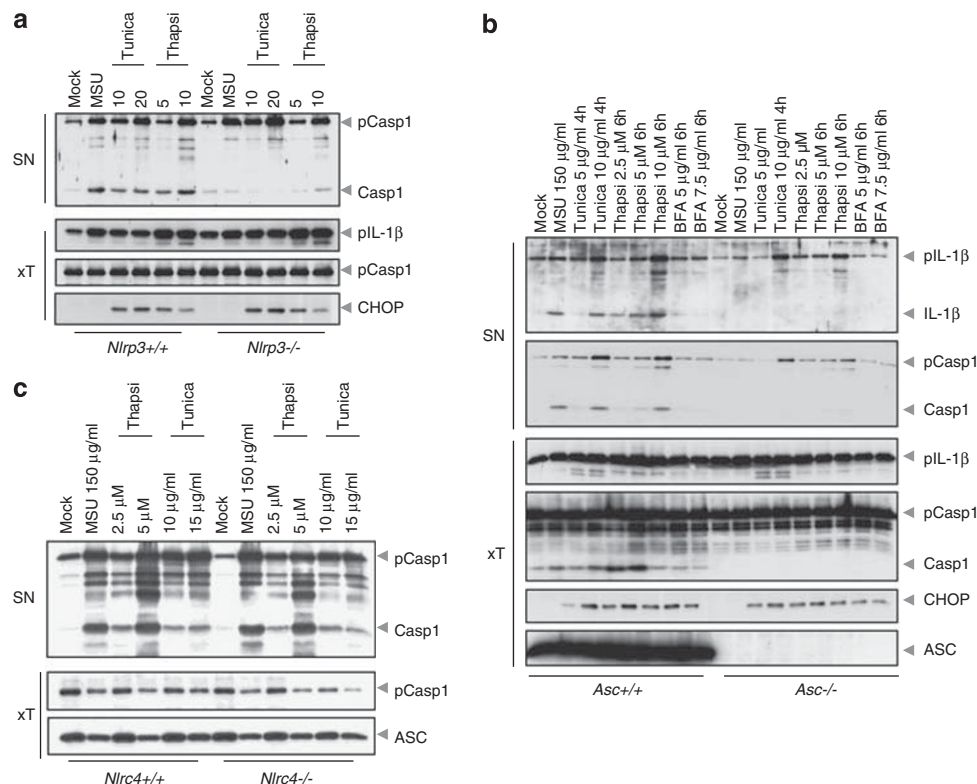 a
Tunica
Thapsi
Tunica
Thapsi
Mock
MSU
10
20
5
10
Mock
MSU
10
20
5
10
SN
pCasp1
Casp1
xT
pIL-1β
pCasp1
CHOP
Nlrp3+/+
Nlrp3-/-
b
Mock
MSU 150 μg/ml
Tunica 5 μg/ml 4h
Tunica 10 μg/ml 4h
Thapsi 2.5 μM 6h
Thapsi 5 μM 6h
Thapsi 10 μM 6h
BFA 5 μg/ml 6h
BFA 7.5 μg/ml 6h
Mock
MSU 150 μg/ml
Tunica 5 μg/ml
Tunica 10 μg/ml 4h
Thapsi 2.5 μM
Thapsi 5 μM 6h
Thapsi 10 μM 6h
BFA 5 μg/ml 6h
BFA 7.5 μg/ml 6h
SN
pIL-1β
IL-1β
pCasp1
Casp1
xT
pIL-1β
pCasp1
Casp1
CHOP
ASC
Asc+/+
Asc-/-
c
Thapsi
Tunica
Thapsi
Tunica
Mock
MSU 150 μg/ml
2.5 μM
5 μM
10 μg/ml
15 μg/ml
Mock
MSU 150 μg/ml
2.5 μM
5 μM
10 μg/ml
15 μg/ml
SN
pCasp1
Casp1
xT
pCasp1
ASC
Nlrc4+/+
Nlrc4-/-